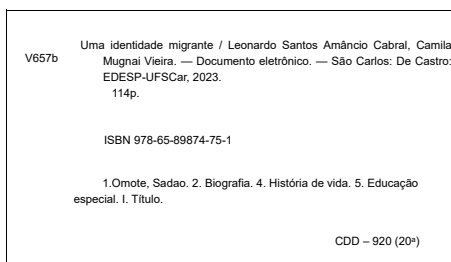 Uma identidade migrante / Leonardo Santos Amâncio Cabral, Camila
V657b
Mugnai Vieira. — Documento eletrônico. — São Carlos: De Castro:
EDESP-UFSCar, 2023.
114p.
ISBN 978-65-89874-75-1
1.Omote, Sadao. 2. Biografia. 4. História de vida. 5. Educação
especial. I. Título.
CDD – 920 (20ª)